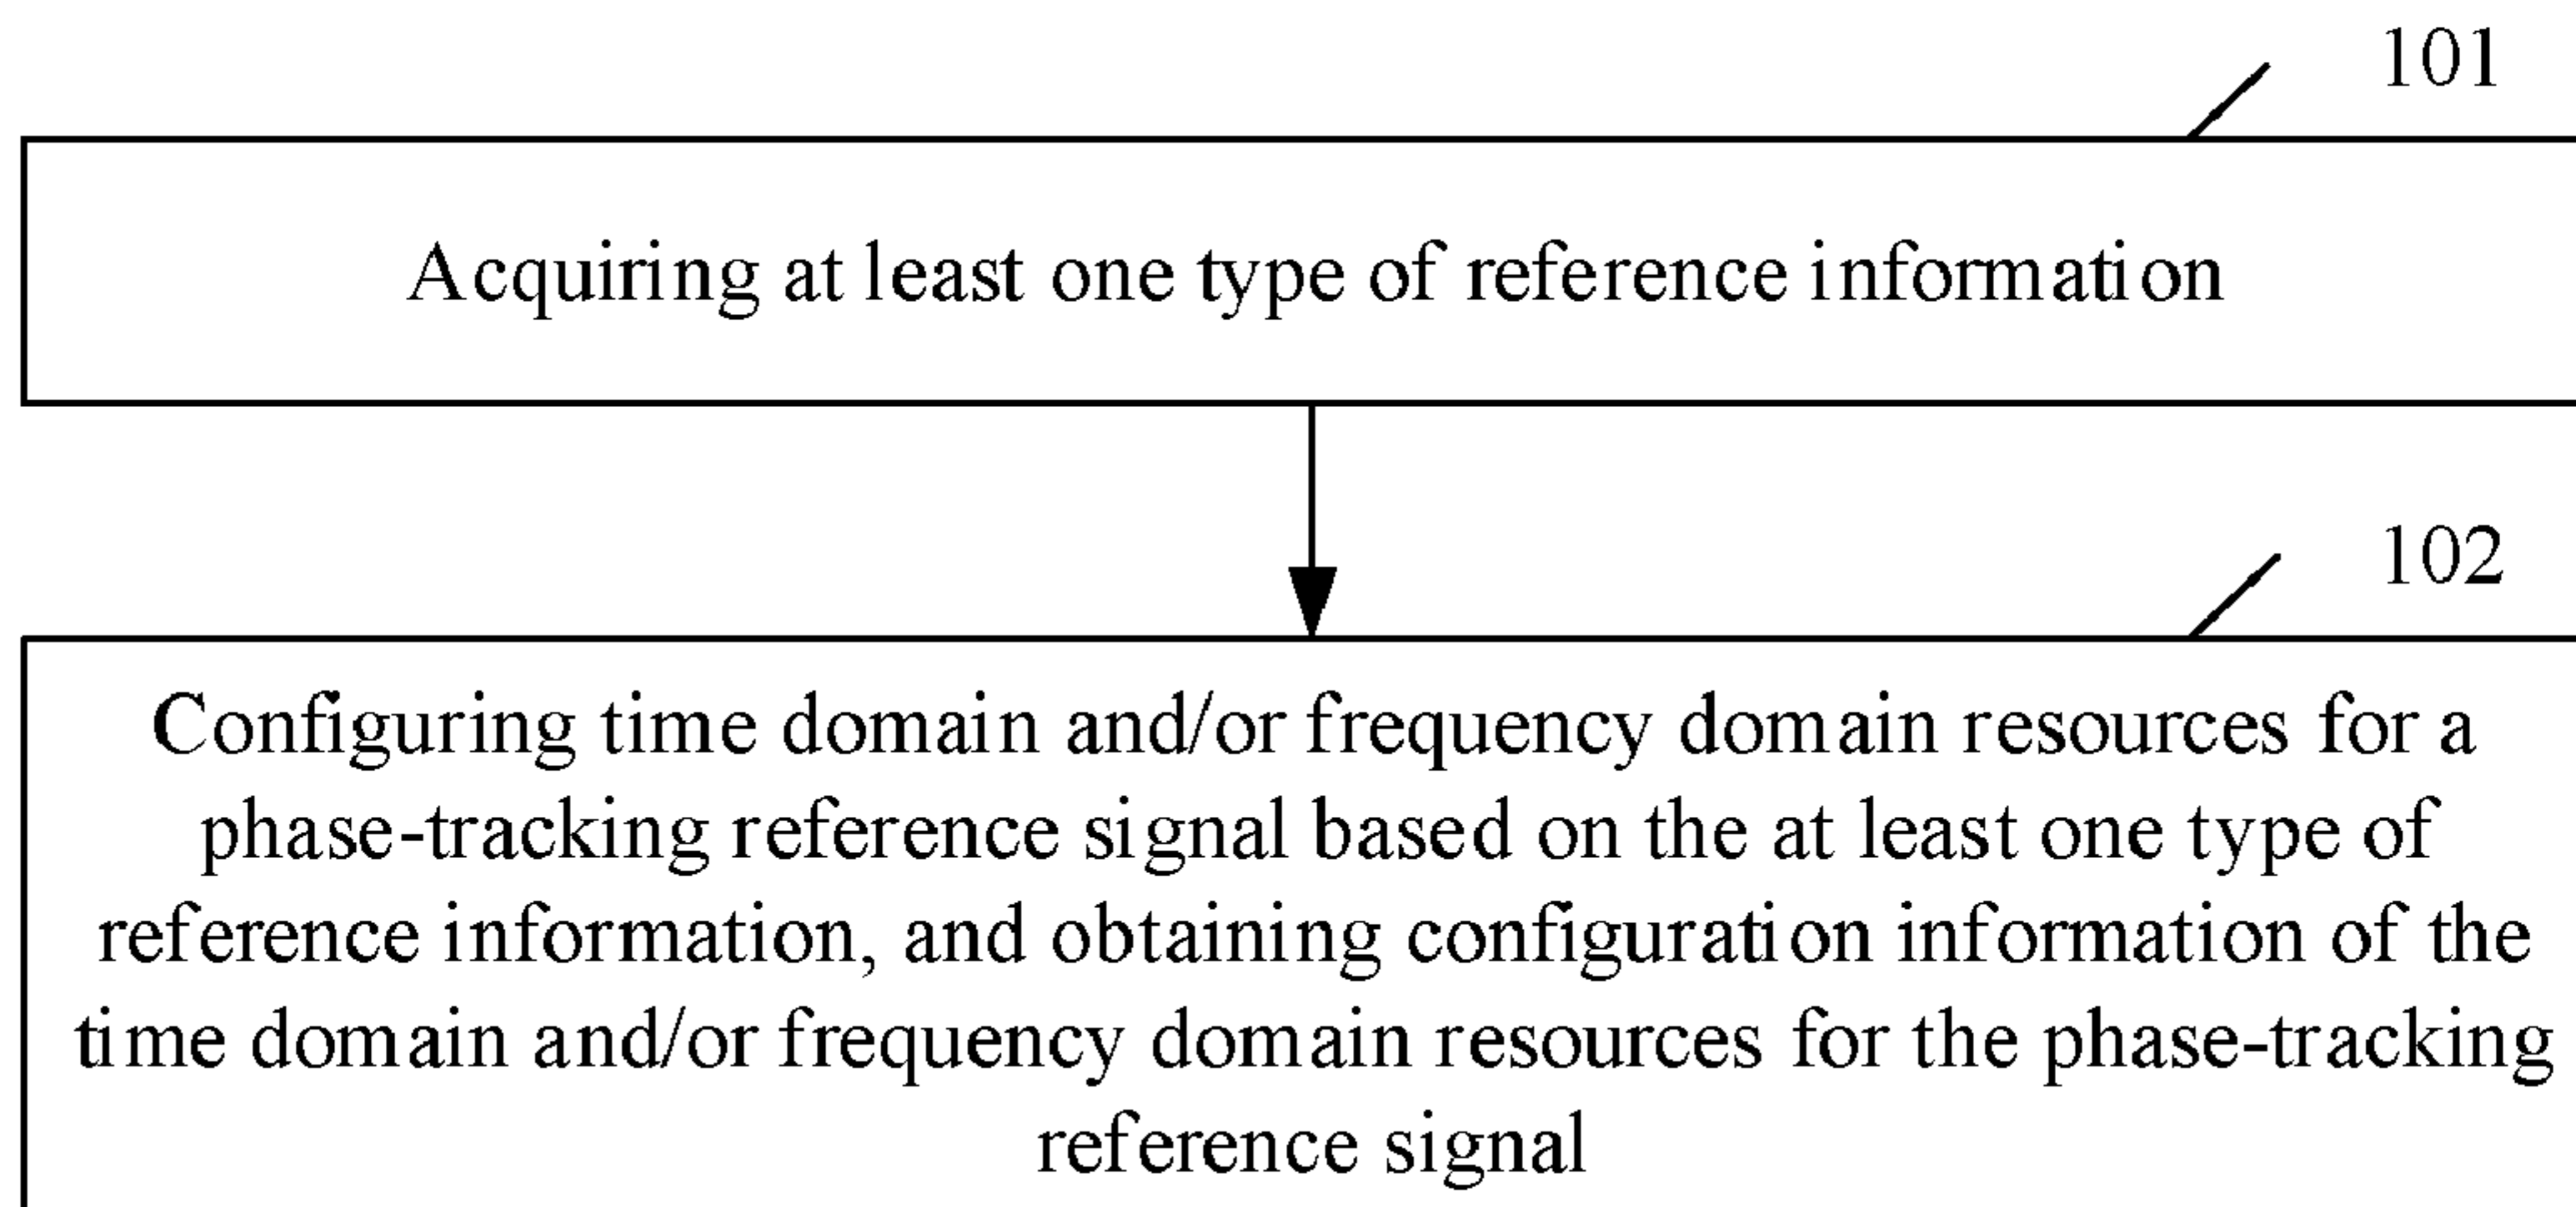 101
Acquiring at least one type of reference information
102
Configuring time domain and/or frequency domain resources for a
phase-tracking reference signal based on the at least one type of
reference information, and obtaining configuration information of the
time domain and/or frequency domain resources for the phase-tracking
reference signal